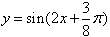 y = sin(2x + 3/8 π)